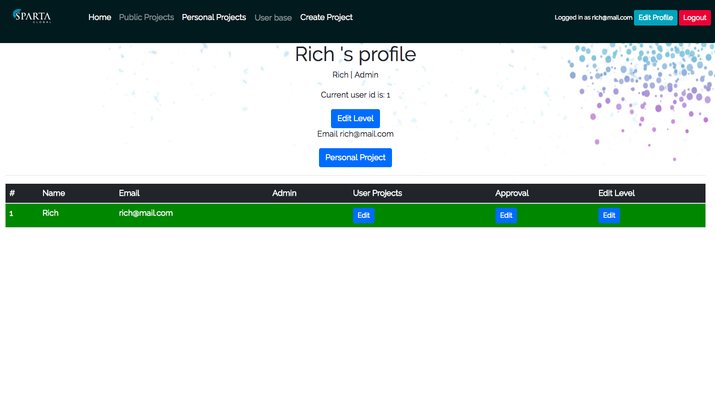 SPARTA
GLOBAL
Home Public Projects Personal Projects User base Create Project
Logged in as rich@mail.com Edit Profile Logout
Rich 's profile
Rich | Admin
Current user id is: 1
Edit Level
Email rich@mail.com
Personal Project
# Name Email Admin User Projects Approval Edit Level
1 Rich rich@mail.com Edit Edit Edit